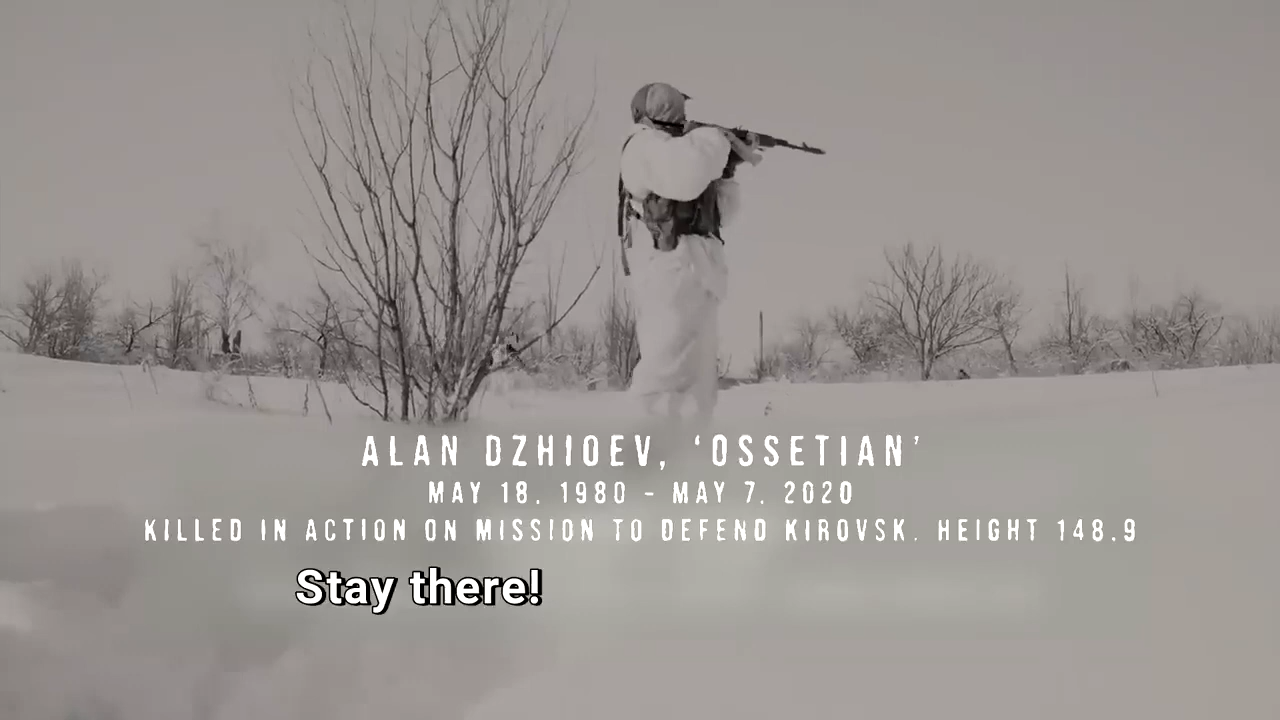 ALAN DZHIOEV, ‘OSSETIAN’
MAY 18, 1980 - MAY 7, 2020
KILLED IN ACTION ON MISSION TO DEFEND KIROVSK. HEIGHT 148.9
Stay there!